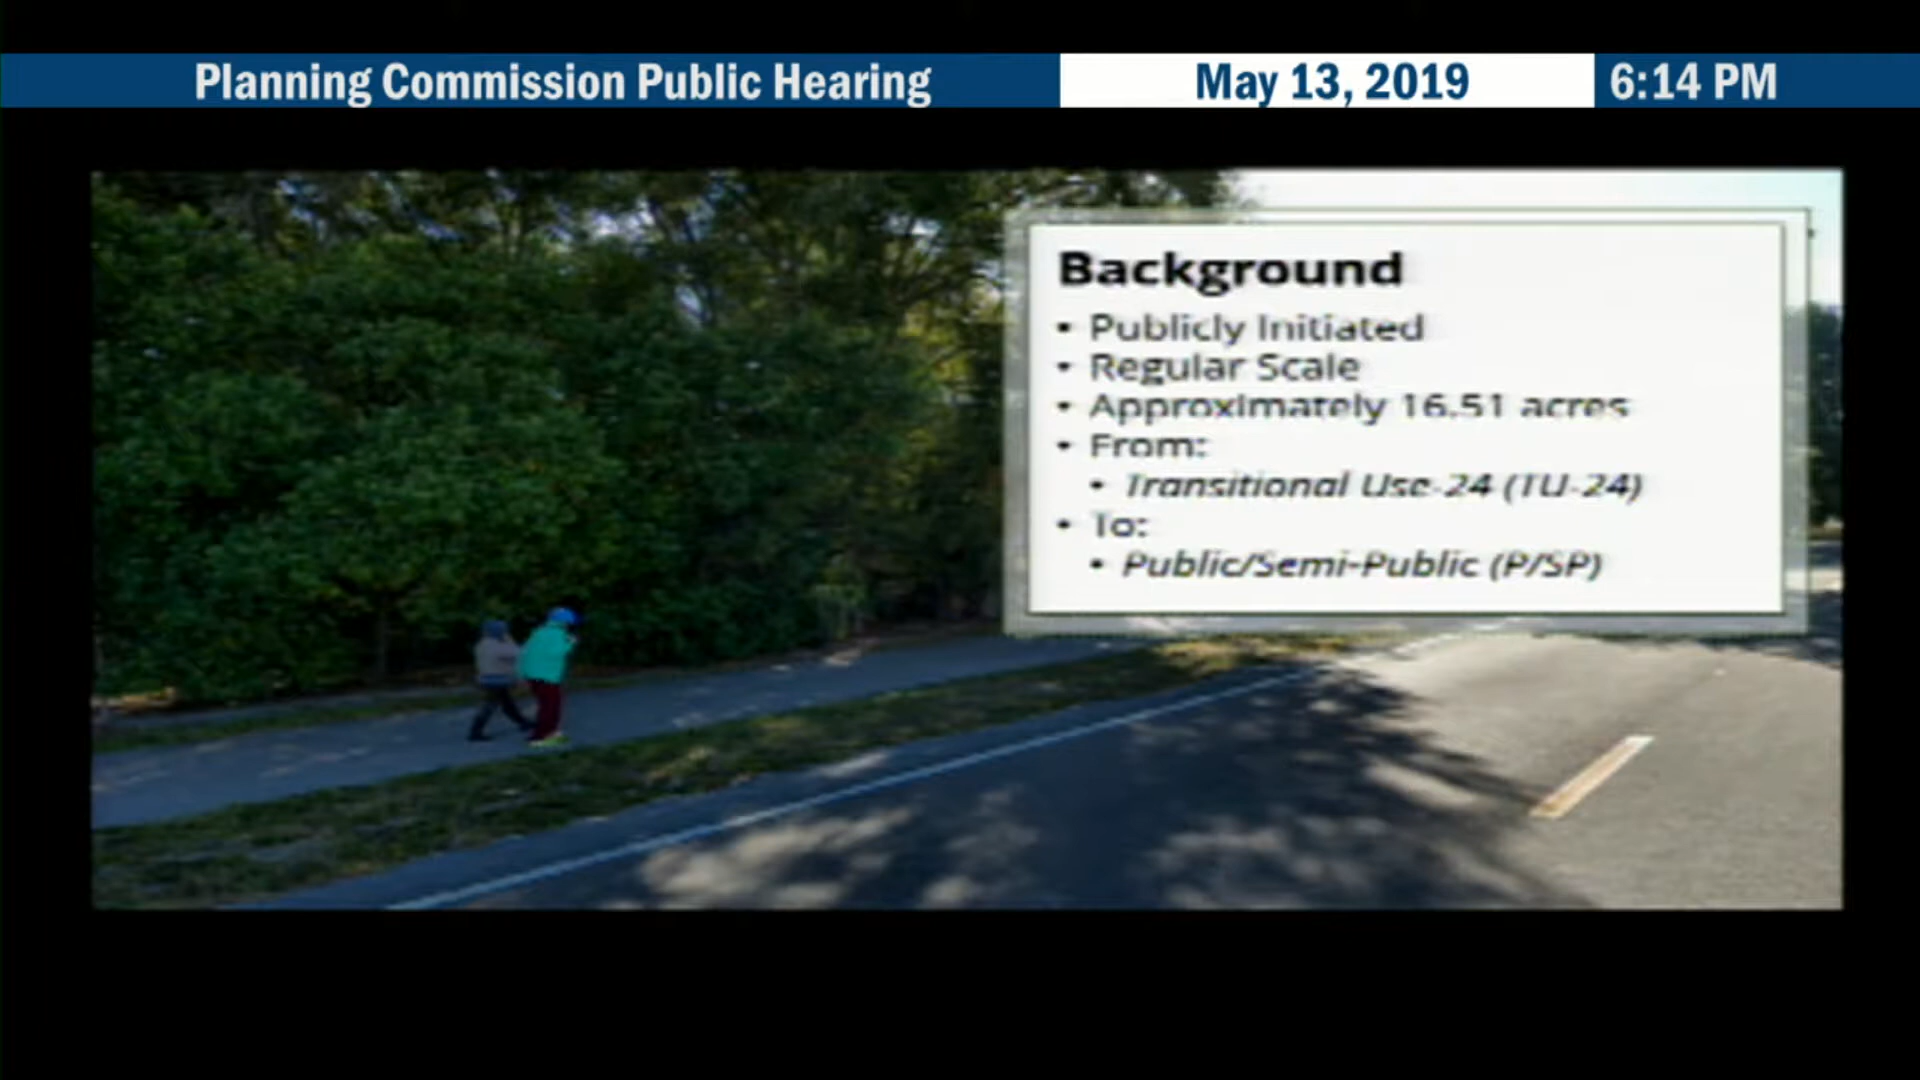 Planning Commission Public Hearing May 13, 2019 6:14 PM
Background
• Publicly Initiated
• Regular Scale
• Approximately 16.51 acres
• From:
• Transitional Use-24 (TU-24)
• To:
• Public/Semi-Public (P/SP)